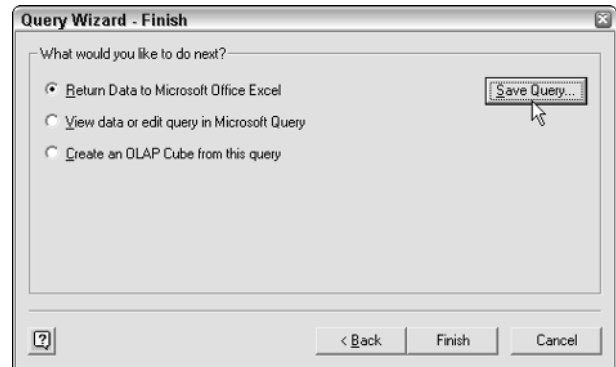 Query Wizard - Finish
What would you like to do next?
Return Data to Microsoft Office Excel
Save Query...
View data or edit query in Microsoft Query
Create an OLAP Cube from this query
?
< Back
Finish
Cancel